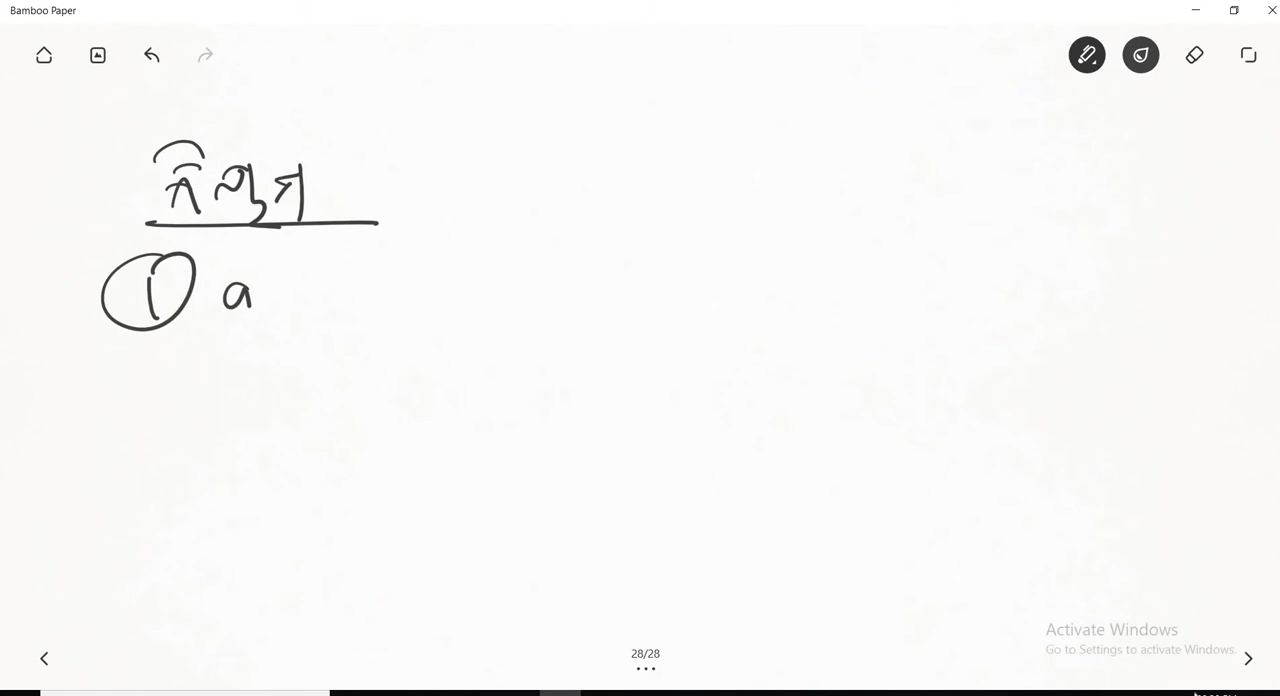 Bamboo Paper
① a
28/28
Activate Windows
Go to Settings to activate Windows.